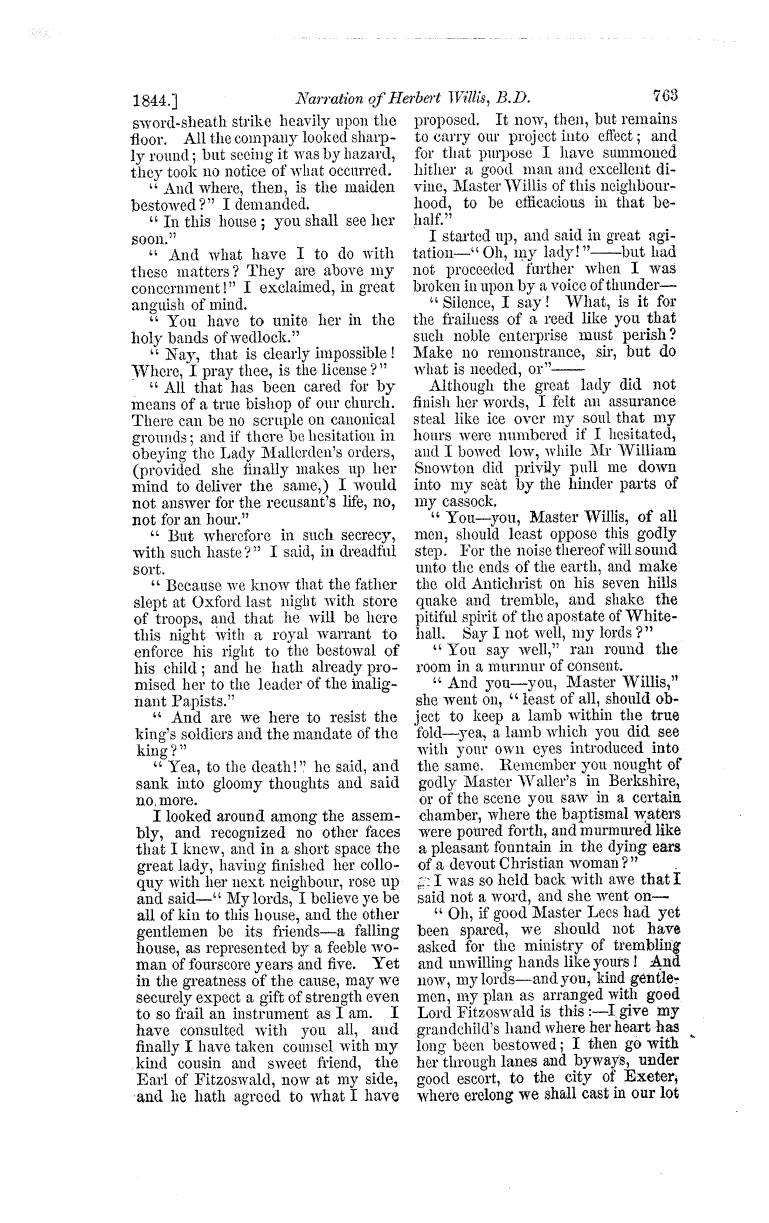 1844.] Narration of Herbert Willis, B.D. 763
sword-sheath strike heavily upon the
floor. All the company looked sharp-
ly round; but seeing it was by hazard,
they took no notice of what occurred.
“ And where, then, is the maiden
bestowed?” I demanded.
“ In this house; you shall see her
soon.”
“ And what have I to do with
these matters? They are above my
concernment!” I exclaimed, in great
anguish of mind.
“ You have to unite her in the
holy bands of wedlock.”
“ Nay, that is clearly impossible!
Where, I pray thee, is the license?”
“ All that has been cared for by
means of a true bishop of our church.
There can be no scruple on canonical
grounds; and if there be hesitation in
obeying the Lady Mallerden's orders,
(provided she finally makes up her
mind to deliver the same,) I would
not answer for the recusant's life, no,
not for an hour.”
“ But wherefore in such secrecy,
with such haste?” I said, in dreadful
sort.
“ Because we know that the father
slept at Oxford last night with store
of troops, and that he will be here
this night with a royal warrant to
enforce his right to the bestowal of
his child; and he hath already pro-
mised her to the leader of the malig-
nant Papists.”
“ And are we here to resist the
king's soldiers and the mandate of the
king?”
“ Yea, to the death!” he said, and
sank into gloomy thoughts and said
no more.
I looked around among the assem-
bly, and recognized no other faces
that I knew, and in a short space the
great lady, having finished her collo-
quy with her next neighbour, rose up
and said—“ My lords, I believe ye be
all of kin to this house, and the other
gentlemen be its friends—a falling
house, as represented by a feeble wo-
man of fourscore years and five. Yet
in the greatness of the cause, may we
securely expect a gift of strength even
to so frail an instrument as I am. I
have consulted with you all, and
finally I have taken counsel with my
kind cousin and sweet friend, the
Earl of Fitzoswald, now at my side,
and he hath agreed to what I have
proposed. It now, then, but remains
to carry our project into effect; and
for that purpose I have summoned
hither a good man and excellent di-
vine, Master Willis of this neighbour-
hood, to be efficacious in that be-
half.”
I started up, and said in great agi-
tation—“ Oh, my lady!”——but had
not proceeded further when I was
broken in upon by a voice of thunder—
“ Silence, I say! What, is it for
the frailness of a reed like you that
such noble enterprise must perish?
Make no remonstrance, sir, but do
what is needed, or”——
Although the great lady did not
finish her words, I felt an assurance
steal like ice over my soul that my
hours were numbered if I hesitated,
and I bowed low, while Mr William
Snowton did privily pull me down
into my seat by the hinder parts of
my cassock.
“ You—you, Master Willis, of all
men, should least oppose this godly
step. For the noise thereof will sound
unto the ends of the earth, and make
the old Antichrist on his seven hills
quake and tremble, and shake the
pitiful spirit of the apostate of White-
hall. Say I not well, my lords?”
“ You say well,” ran round the
room in a murmur of consent.
“ And you—you, Master Willis,”
she went on, “ least of all, should ob-
ject to keep a lamb within the true
fold—yea, a lamb which you did see
with your own eyes introduced into
the same. Remember you nought of
godly Master Waller's in Berkshire,
or of the scene you saw in a certain
chamber, where the baptismal waters
were poured forth, and murmured like
a pleasant fountain in the dying ears
of a devout Christian woman?”
I was so held back with awe that I
said not a word, and she went on—
“ Oh, if good Master Lees had yet
been spared, we should not have
asked for the ministry of trembling
and unwilling hands like yours! And
now, my lords—and you, kind gentle-
men, my plan as arranged with good
Lord Fitzoswald is this:—I give my
grandchild's hand where her heart has
long been bestowed; I then go with
her through lanes and byways, under
good escort, to the city of Exeter,
where erelong we shall cast in our lot